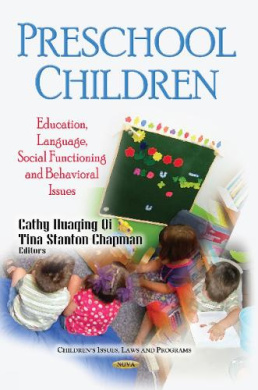 PRESCHOOL
CHILDREN
Education,
Language,
Social Functioning
and Behavioral
Issues
Cathy Huaqing Qi
Tina Stanton Chapman
Editors
CHILDREN'S ISSUES, LAWS AND PROGRAMS
NOVA